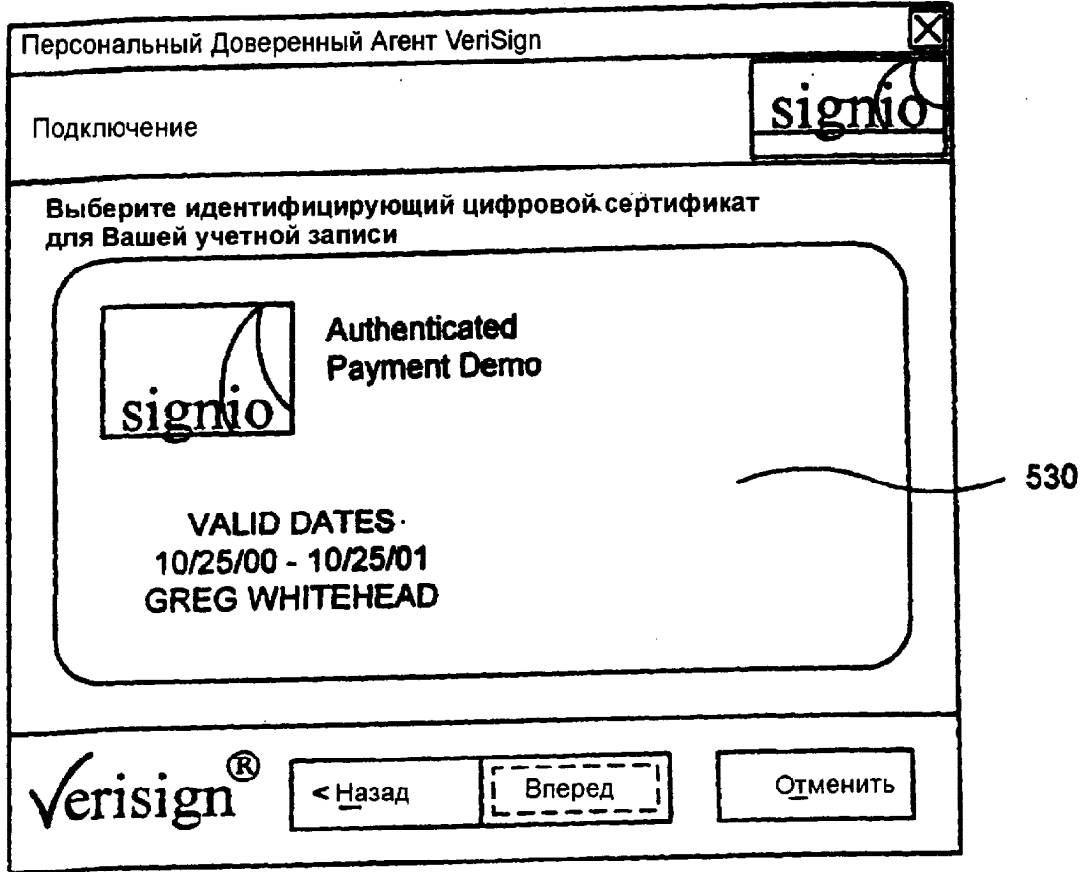 Персональный Доверенный Агент VeriSign
Подключение
signio
Выберите идентифицирующий цифровой сертификат
для Вашей учетной записи
signio
Authenticated
Payment Demo
530
VALID DATES
10/25/00 - 10/25/01
GREG WHITEHEAD
Verisign®
< Назад
Вперед
Отменить